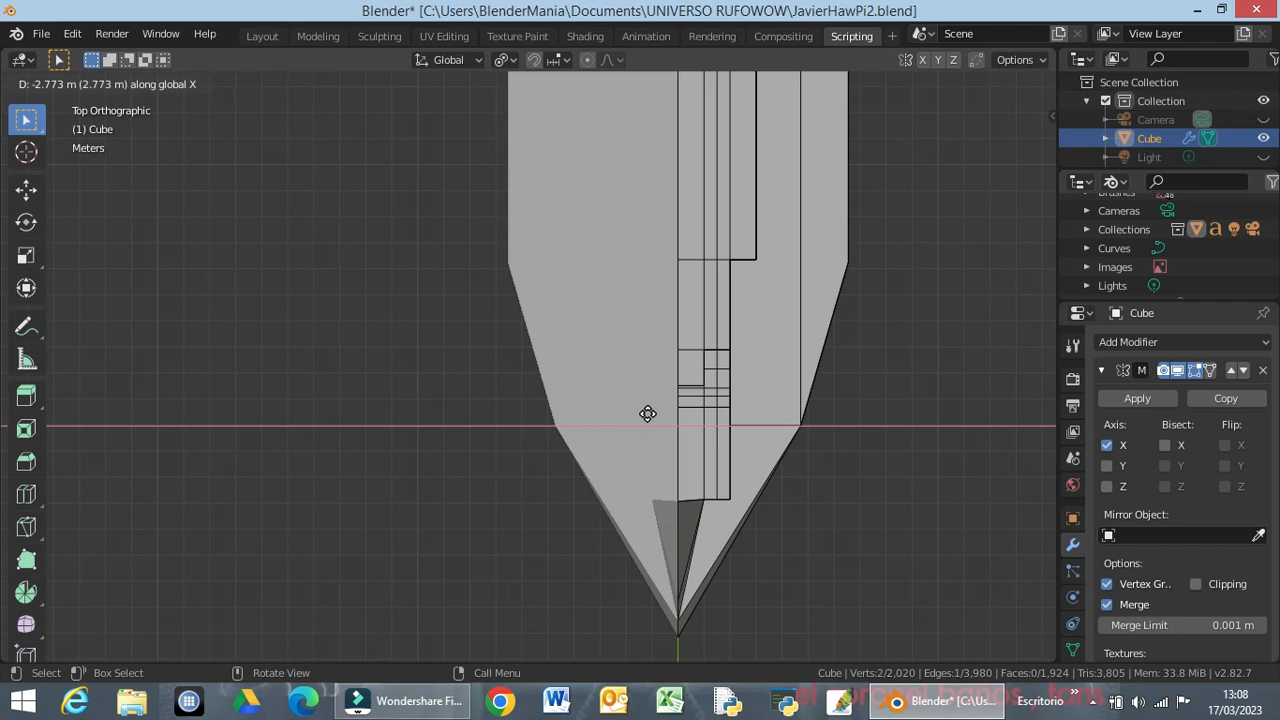 Blender* [C:\Users\BlenderMania\Documents\UNIVERSO RUFOWOW\JavierHawPi2.blend]
File Edit Render Window Help
Layout Modeling Sculpting UV Editing Texture Paint Shading Animation Rendering Compositing Scripting
Scene
View Layer
Global
X Y Z
Options
D: -2.773 m (2.773 m) along global X
Top Orthographic
(1) Cube
Meters
Scene Collection
Collection
Camera
Cube
Light
Cameras
Collections
Curves
Images
Lights
Cube
Add Modifier
M
Apply Copy
Axis: Bisect: Flip:
X X X
Y Y Y
Z Z Z
Mirror Object:
Options:
Vertex Gr.. Clipping
Merge
Merge Limit 0.001 m
Textures:
Select Box Select Rotate View Call Menu
Cube | Verts:2/2,020 | Edges:1/3,980 | Faces:0/1,924 | Tris:3,805 | Mem: 33.8 MiB | v2.82.7
Wondershare Fi...
Blender* [C:\Us...
Escritorio
13:08
17/03/2023